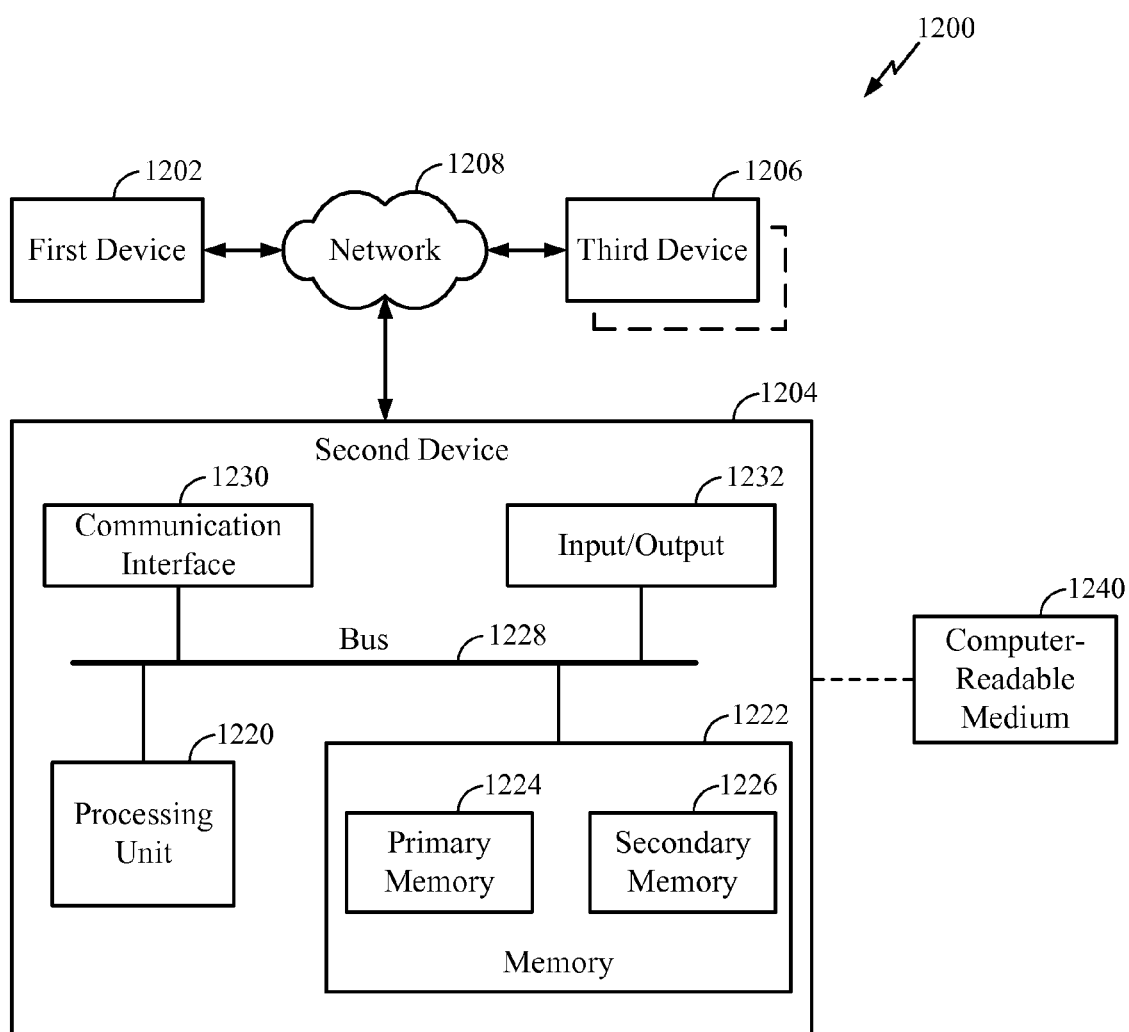 1200
1202
1208
1206
First Device
Network
Third Device
1204
Second Device
1230
1232
Communication
Interface
Input/Output
1240
Computer-
Readable
Medium
Bus
1228
1220
1222
Processing
Unit
1224
1226
Primary
Memory
Secondary
Memory
Memory